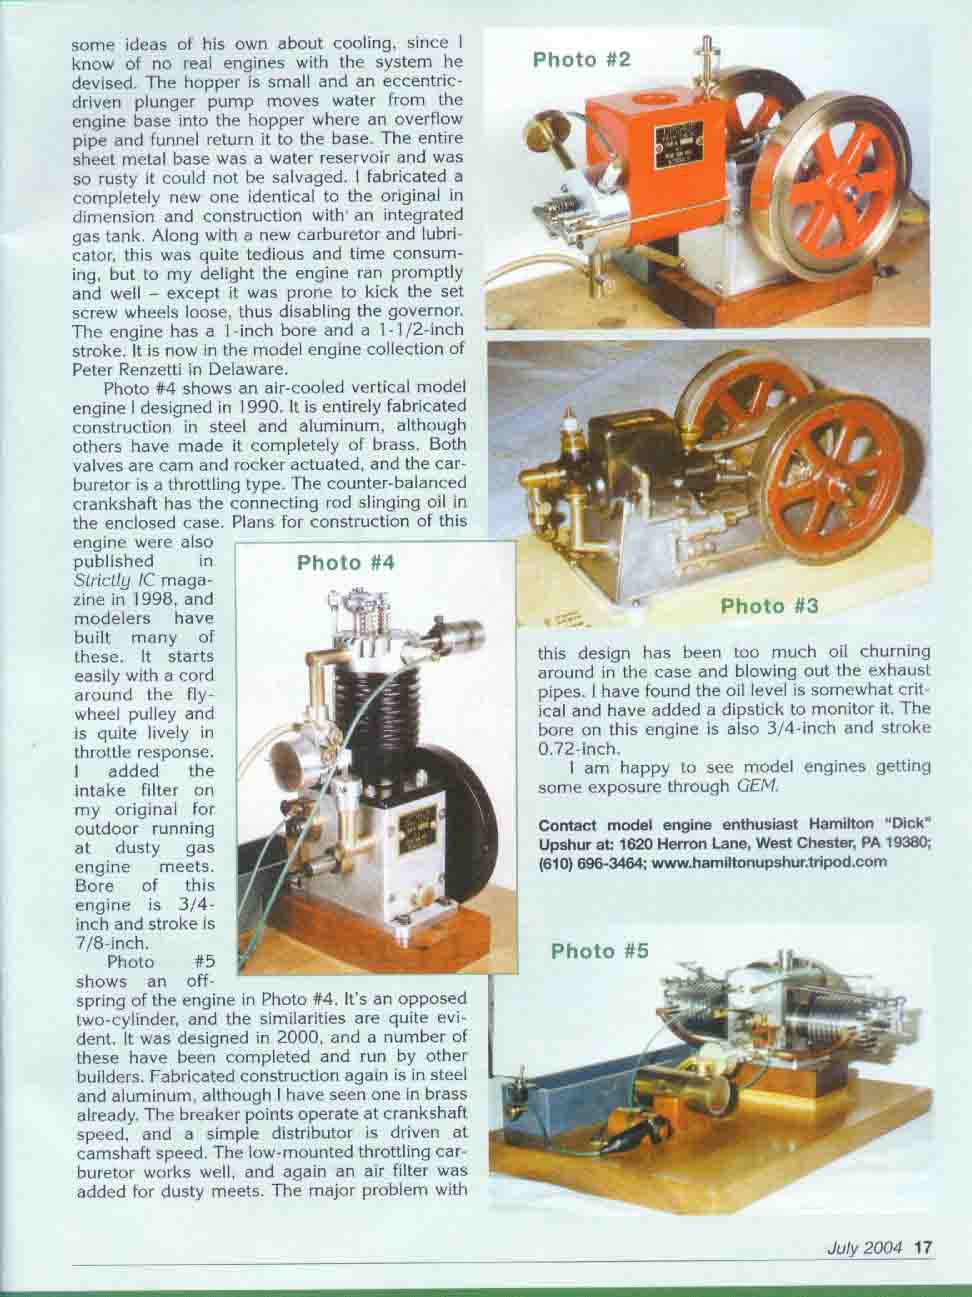 some ideas of his own about cooling, since I
know of no real engines with the system he
devised. The hopper is small and an eccentric-
driven plunger pump moves water from the
engine base into the hopper where an overflow
pipe and funnel return it to the base. The entire
sheet metal base was a water reservoir and was
so rusty it could not be salvaged. I fabricated a
completely new one identical to the original in
dimension and construction with an integrated
gas tank. Along with a new carburetor and lubri-
cator, this was quite tedious and time consum-
ing, but to my delight the engine ran promptly
and well – except it was prone to kick the set
screw wheels loose, thus disabling the governor.
The engine has a 1-inch bore and a 1-1/2-inch
stroke. It is now in the model engine collection of
Peter Renzetti in Delaware.
Photo #4 shows an air-cooled vertical model
engine I designed in 1990. It is entirely fabricated
construction in steel and aluminum, although
others have made it completely of brass. Both
valves are cam and rocker actuated, and the car-
buretor is a throttling type. The counter-balanced
crankshaft has the connecting rod slinging oil in
the enclosed case. Plans for construction of this
engine were also
published in
Strictly IC maga-
zine in 1998, and
modelers have
built many of
these. It starts
easily with a cord
around the fly-
wheel pulley and
is quite lively in
throttle response.
I added the
intake filter on
my original for
outdoor running
at dusty gas
engine meets.
Bore of this
engine is 3/4-
inch and stroke is
7/8-inch.
Photo #5
shows an off-
spring of the engine in Photo #4. It's an opposed
two-cylinder, and the similarities are quite evi-
dent. It was designed in 2000, and a number of
these have been completed and run by other
builders. Fabricated construction again is in steel
and aluminum, although I have seen one in brass
already. The breaker points operate at crankshaft
speed, and a simple distributor is driven at
camshaft speed. The low-mounted throttling car-
buretor works well, and again an air filter was
added for dusty meets. The major problem with
Photo #2
Photo #3
Photo #4
this design has been too much oil churning
around in the case and blowing out the exhaust
pipes. I have found the oil level is somewhat crit-
ical and have added a dipstick to monitor it. The
bore on this engine is also 3/4-inch and stroke
0.72-inch.
I am happy to see model engines getting
some exposure through GEM.
Contact model engine enthusiast Hamilton "Dick"
Upshur at: 1620 Herron Lane, West Chester, PA 19380;
(610) 696-3464; www.hamiltonupshur.tripod.com
Photo #5
July 2004 17